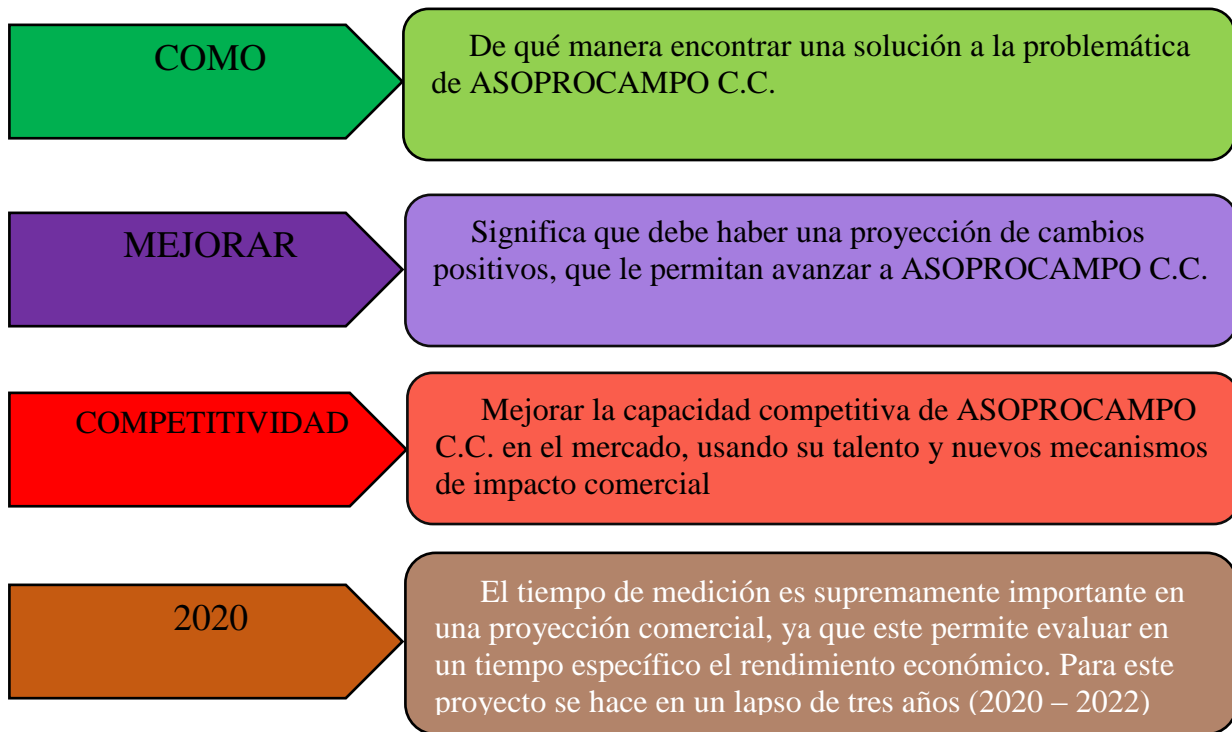 COMO
De qué manera encontrar una solución a la problemática
de ASOPROCAMPO C.C.
MEJORAR
Significa que debe haber una proyección de cambios
positivos, que le permitan avanzar a ASOPROCAMPO C.C.
COMPETITIVIDAD
Mejorar la capacidad competitiva de ASOPROCAMPO
C.C. en el mercado, usando su talento y nuevos mecanismos
de impacto comercial
2020
El tiempo de medición es supremamente importante en
una proyección comercial, ya que este permite evaluar en
un tiempo específico el rendimiento económico. Para este
proyecto se hace en un lapso de tres años (2020 – 2022)